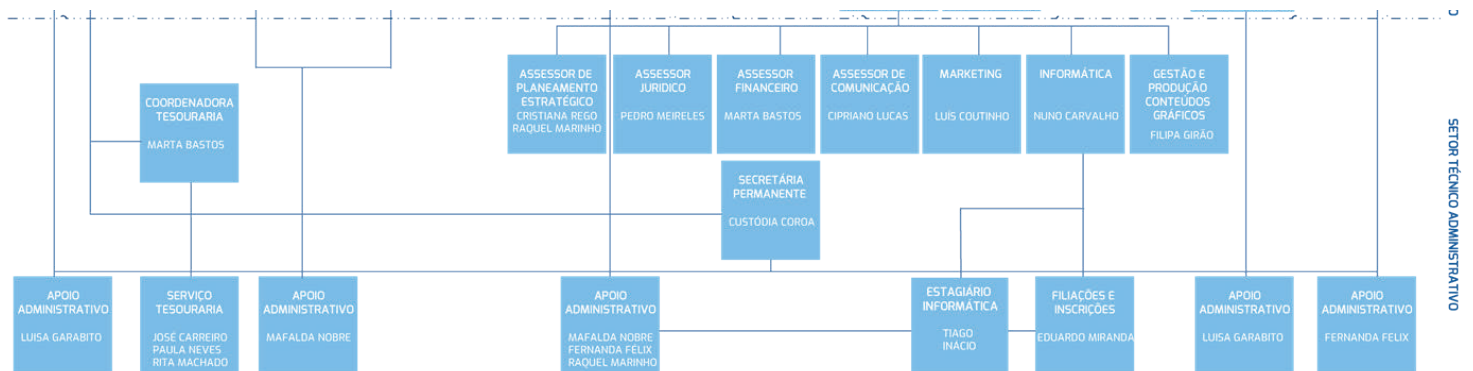 ASSESSOR DE
PLANEAMENTO
ESTRATÉGICO
CRISTIANA REGO
RAQUEL MARINHO
ASSESSOR
JURIDICO
PEDRO MEIRELES
ASSESSOR
FINANCEIRO
MARTA BASTOS
ASSESSOR DE
COMUNICAÇÃO
CIPRIANO LUCAS
MARKETING
LUÍS COUTINHO
INFORMÁTICA
NUNO CARVALHO
GESTÃO E
PRODUÇÃO
CONTEÚDOS
GRÁFICOS
FILIPA GIRÃO
COORDENADORA
TESOURARIA
MARTA BASTOS
SECRETÁRIA
PERMANENTE
CUSTÓDIA COROA
SETOR TÉCNICO ADMINISTRATIVO
APOIO
ADMINISTRATIVO
LUISA GARABITO
SERVIÇO
TESOURARIA
JOSÉ CARREIRO
PAULA NEVES
RITA MACHADO
APOIO
ADMINISTRATIVO
MAFALDA NOBRE
APOIO
ADMINISTRATIVO
MAFALDA NOBRE
FERNANDA FÉLIX
RAQUEL MARINHO
ESTAGIÁRIO
INFORMÁTICA
TIAGO
INÁCIO
FILIAÇÕES E
INSCRIÇÕES
EDUARDO MIRANDA
APOIO
ADMINISTRATIVO
LUISA GARABITO
APOIO
ADMINISTRATIVO
FERNANDA FELIX